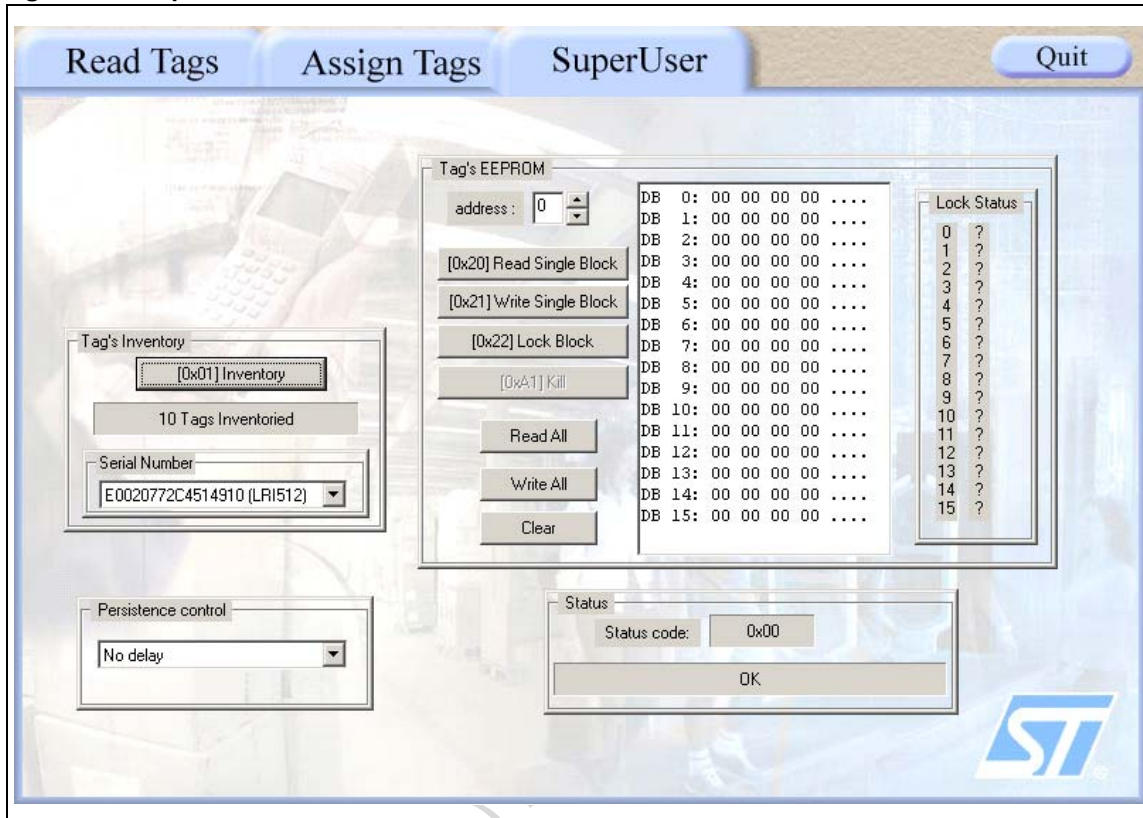 Read Tags
Assign Tags
SuperUser
Quit
Tag's EEPROM
address :
0
[0x20] Read Single Block
[0x21] Write Single Block
[0x22] Lock Block
[0xA1] Kill
Read All
Write All
Clear
DB 0: 00 00 00 00 ....
DB 1: 00 00 00 00 ....
DB 2: 00 00 00 00 ....
DB 3: 00 00 00 00 ....
DB 4: 00 00 00 00 ....
DB 5: 00 00 00 00 ....
DB 6: 00 00 00 00 ....
DB 7: 00 00 00 00 ....
DB 8: 00 00 00 00 ....
DB 9: 00 00 00 00 ....
DB 10: 00 00 00 00 ....
DB 11: 00 00 00 00 ....
DB 12: 00 00 00 00 ....
DB 13: 00 00 00 00 ....
DB 14: 00 00 00 00 ....
DB 15: 00 00 00 00 ....
Lock Status
0 ?
1 ?
2 ?
3 ?
4 ?
5 ?
6 ?
7 ?
8 ?
9 ?
10 ?
11 ?
12 ?
13 ?
14 ?
15 ?
Tag's Inventory
[0x01] Inventory
10 Tags Inventoried
Serial Number
E0020772C4514910 (LRI512)
Persistence control
No delay
Status
Status code:
0x00
OK
ST